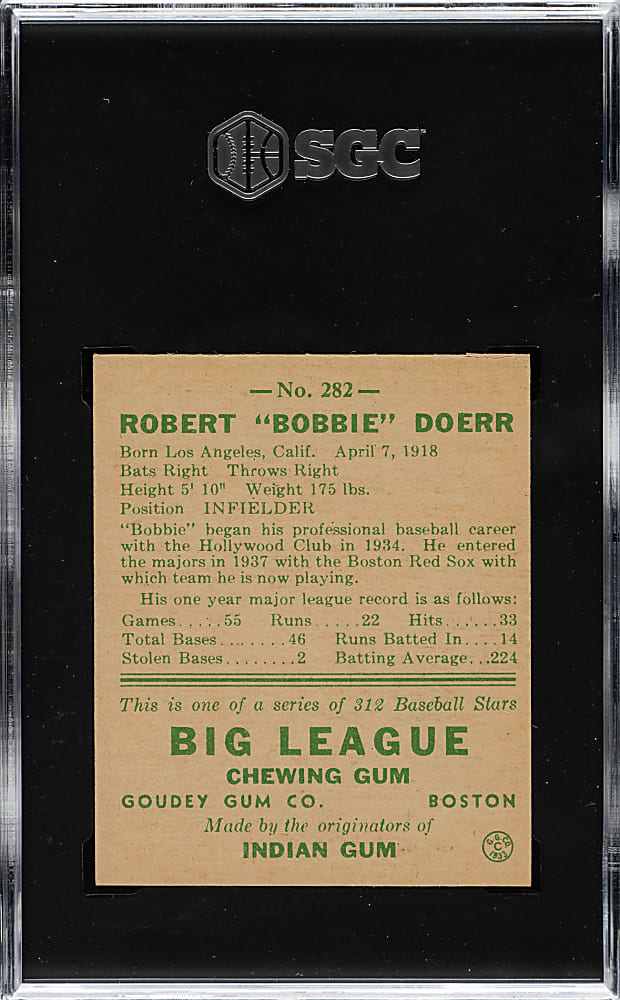 SGC
— No. 282 —
ROBERT "BOBBIE" DOERR
Born Los Angeles, Calif. April 7, 1918
Bats Right Throws Right
Height 5' 10" Weight 175 lbs.
Position INFIELDER
"Bobbie" began his professional baseball career
with the Hollywood Club in 1934. He entered
the majors in 1937 with the Boston Red Sox with
which team he is now playing.
His one year major league record is as follows:
Games.....55 Runs.....22 Hits......33
Total Bases........46 Runs Batted In....14
Stolen Bases........2 Batting Average...224
This is one of a series of 312 Baseball Stars
BIG LEAGUE
CHEWING GUM
GOUDEY GUM CO. BOSTON
Made by the originators of
INDIAN GUM
G.G.CO.
C
1933